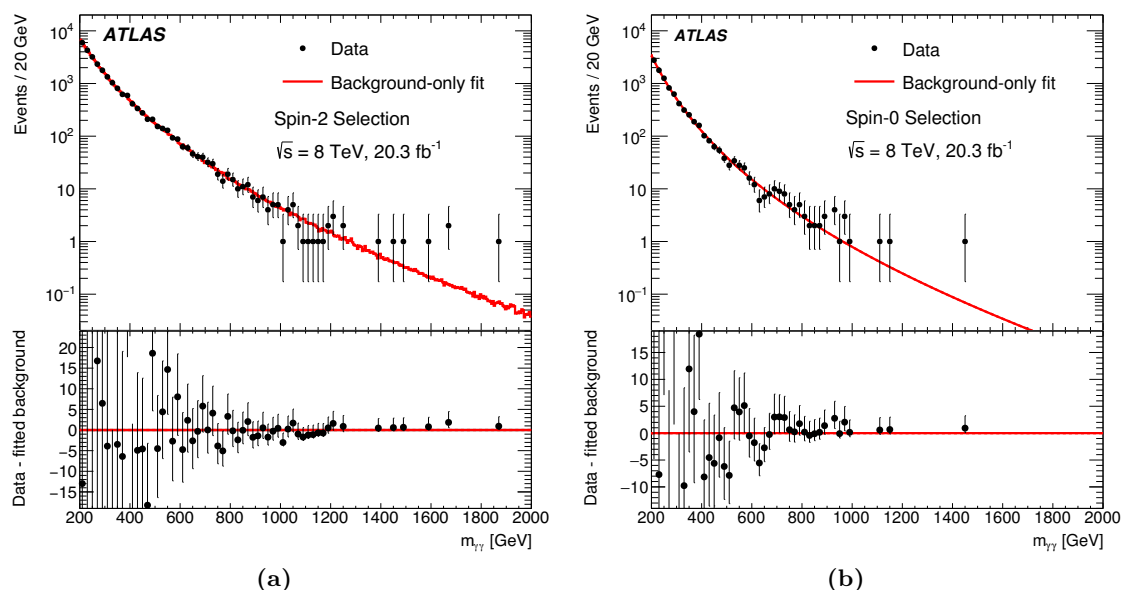 ATLAS
Data
Background-only fit
Spin-2 Selection
√s = 8 TeV, 20.3 fb⁻¹
Events / 20 GeV
10⁴
10³
10²
10
1
10⁻¹
Data - fitted background
20
15
10
5
0
−5
−10
−15
200 400 600 800 1000 1200 1400 1600 1800 2000
m_γγ [GeV]
(a)
ATLAS
Data
Background-only fit
Spin-0 Selection
√s = 8 TeV, 20.3 fb⁻¹
Events / 20 GeV
10⁴
10³
10²
10
1
10⁻¹
Data - fitted background
15
10
5
0
−5
−10
200 400 600 800 1000 1200 1400 1600 1800 2000
m_γγ [GeV]
(b)